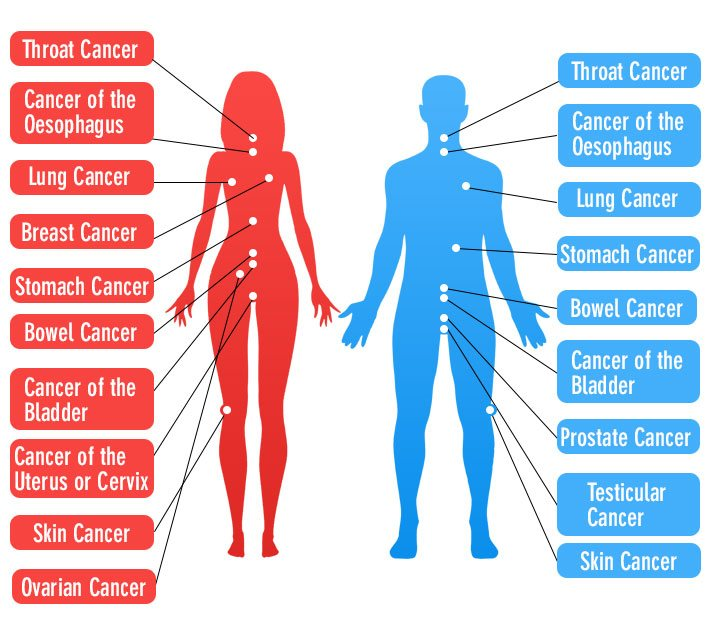 Throat Cancer
Cancer of the
Oesophagus
Lung Cancer
Breast Cancer
Stomach Cancer
Bowel Cancer
Cancer of the
Bladder
Cancer of the
Uterus or Cervix
Skin Cancer
Ovarian Cancer
Throat Cancer
Cancer of the
Oesophagus
Lung Cancer
Stomach Cancer
Bowel Cancer
Cancer of the
Bladder
Prostate Cancer
Testicular
Cancer
Skin Cancer